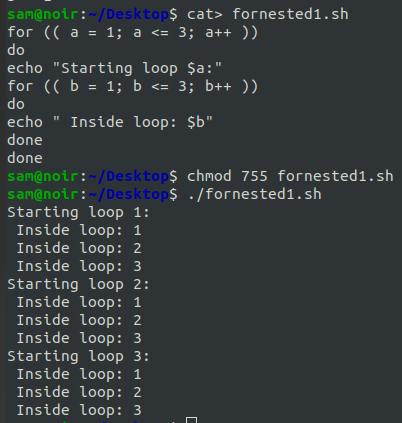 sam@noir:~/Desktop$ cat> fornested1.sh
for (( a = 1; a <= 3; a++ ))
do
echo "Starting loop $a:"
for (( b = 1; b <= 3; b++ ))
do
echo " Inside loop: $b"
done
done
sam@noir:~/Desktop$ chmod 755 fornested1.sh
sam@noir:~/Desktop$ ./fornested1.sh
Starting loop 1:
 Inside loop: 1
 Inside loop: 2
 Inside loop: 3
Starting loop 2:
 Inside loop: 1
 Inside loop: 2
 Inside loop: 3
Starting loop 3:
 Inside loop: 1
 Inside loop: 2
 Inside loop: 3